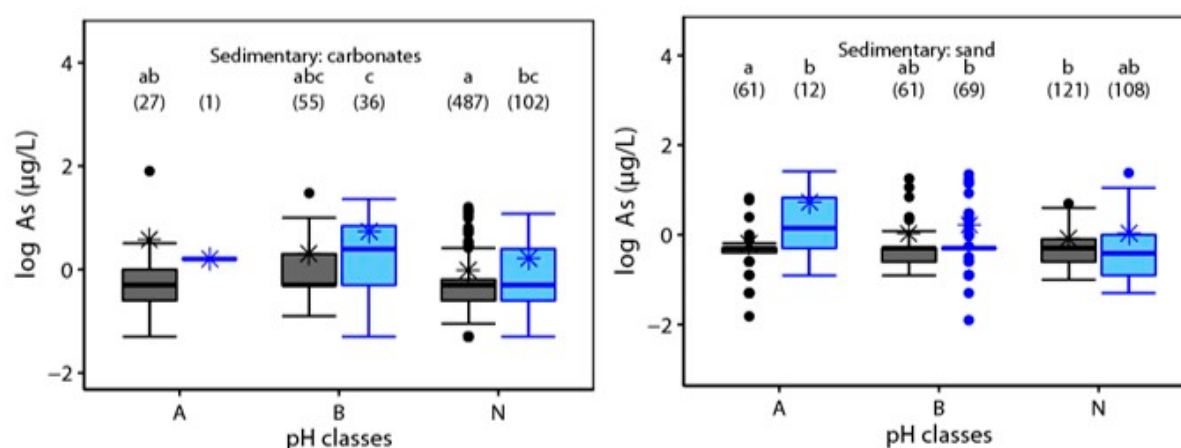 Sedimentary: carbonates
ab abc c a bc
(27) (1) (55) (36) (487) (102)
log As (µg/L)
4
2
0
−2
A B N
pH classes
Sedimentary: sand
a b ab b b ab
(61) (12) (61) (69) (121) (108)
log As (µg/L)
4
2
0
−2
A B N
pH classes